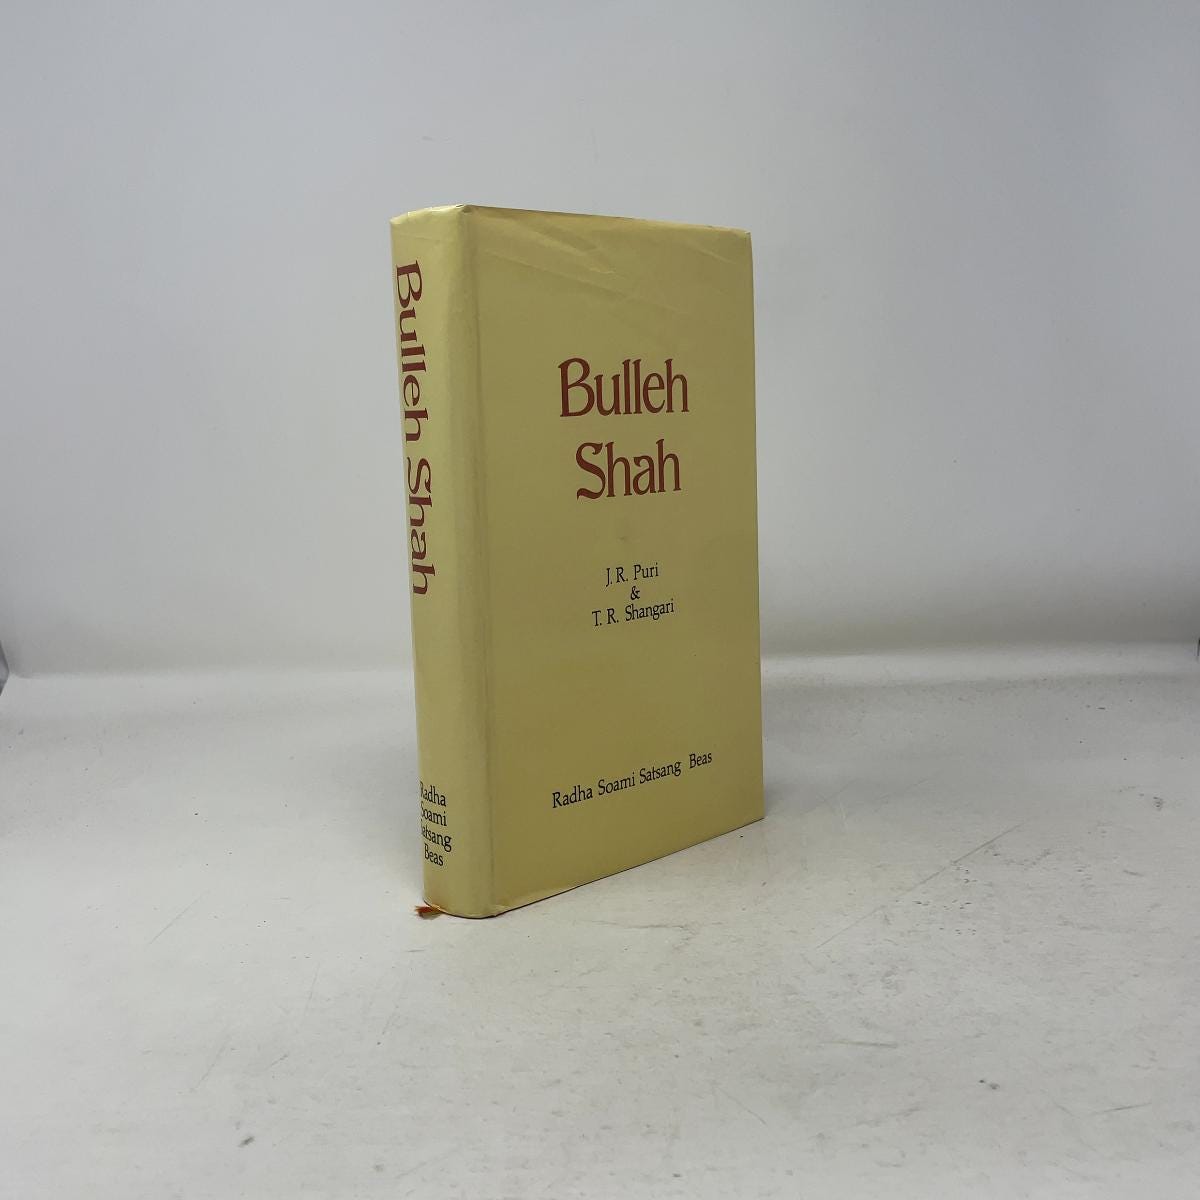 Bulleh Shah
Radha
Soami
Satsang
Beas
Bulleh
Shah
J. R. Puri
&
T. R. Shangari
Radha Soami Satsang Beas